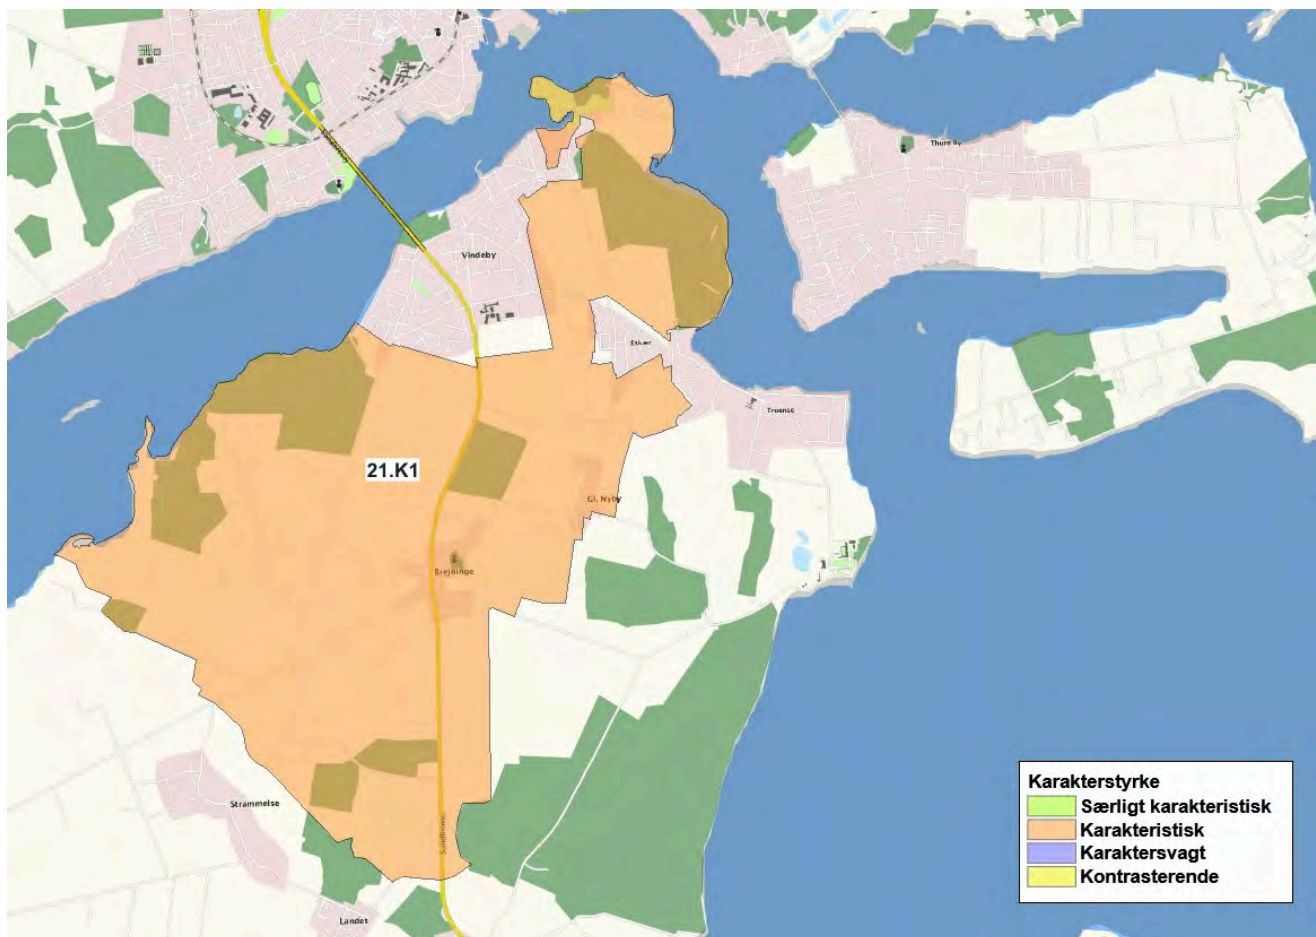 Thurø By
Vindeby
Eskær
Troense
21.K1
Gl. Nyby
Brejninge
Strammelse
Landet
Karakterstyrke
Særligt karakteristisk
Karakteristisk
Karaktersvagt
Kontrasterende